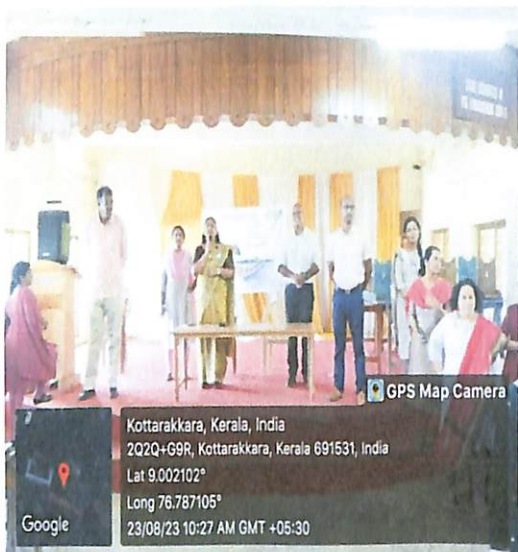 GPS Map Camera
Kottarakkara, Kerala, India
2Q2Q+G9R, Kottarakkara, Kerala 691531, India
Lat 9.002102°
Long 76.787105°
23/08/23 10:27 AM GMT +05:30
Google